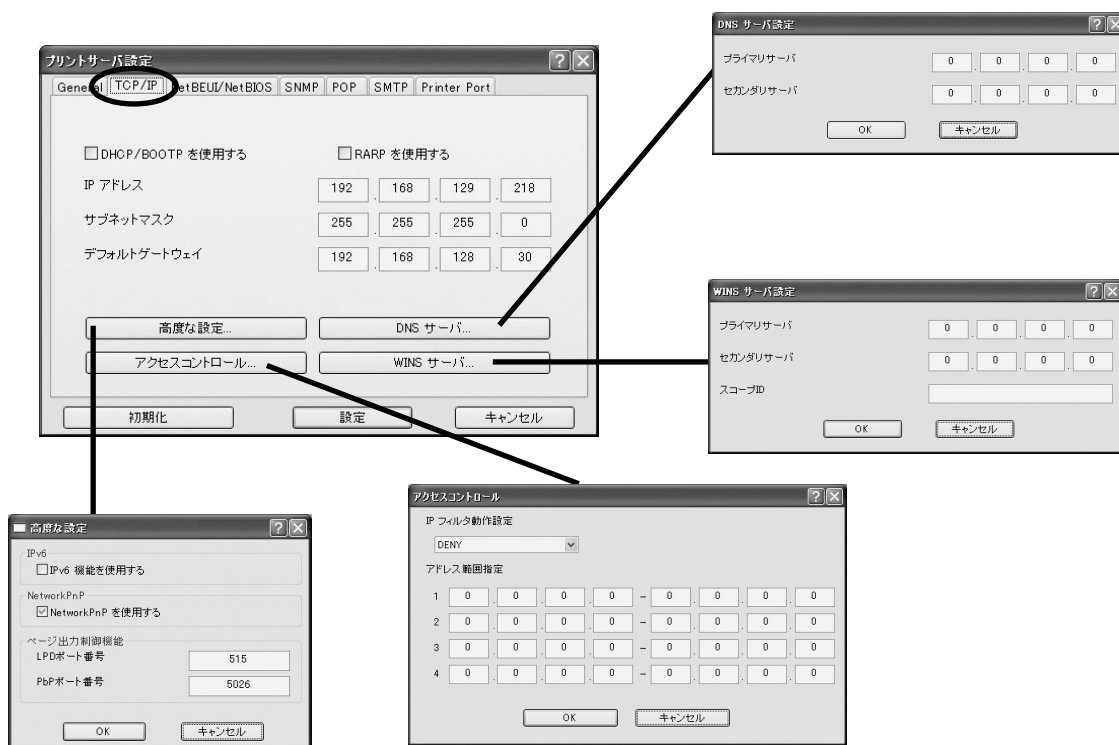 プリントサーバ設定
General TCP/IP NetBEUI/NetBIOS SNMP POP SMTP Printer Port
DHCP/BOOTP を使用する RARP を使用する
IP アドレス 192 . 168 . 129 . 218
サブネットマスク 255 . 255 . 255 . 0
デフォルトゲートウェイ 192 . 168 . 128 . 30
高度な設定... DNS サーバ...
アクセスコントロール... WINS サーバ...
初期化 設定 キャンセル
DNS サーバ設定
プライマリサーバ 0 . 0 . 0 . 0
セカンダリサーバ 0 . 0 . 0 . 0
OK キャンセル
WINS サーバ設定
プライマリサーバ 0 . 0 . 0 . 0
セカンダリサーバ 0 . 0 . 0 . 0
スコープID
OK キャンセル
高度な設定
IPv6
IPv6 機能を使用する
NetworkPnP
NetworkPnP を使用する
ページ出力制御機能
LPDポート番号 515
PbPポート番号 5026
OK キャンセル
アクセスコントロール
IP フィルタ動作設定
DENY
アドレス範囲指定
1 0 . 0 . 0 . 0 - 0 . 0 . 0 . 0
2 0 . 0 . 0 . 0 - 0 . 0 . 0 . 0
3 0 . 0 . 0 . 0 - 0 . 0 . 0 . 0
4 0 . 0 . 0 . 0 - 0 . 0 . 0 . 0
OK キャンセル